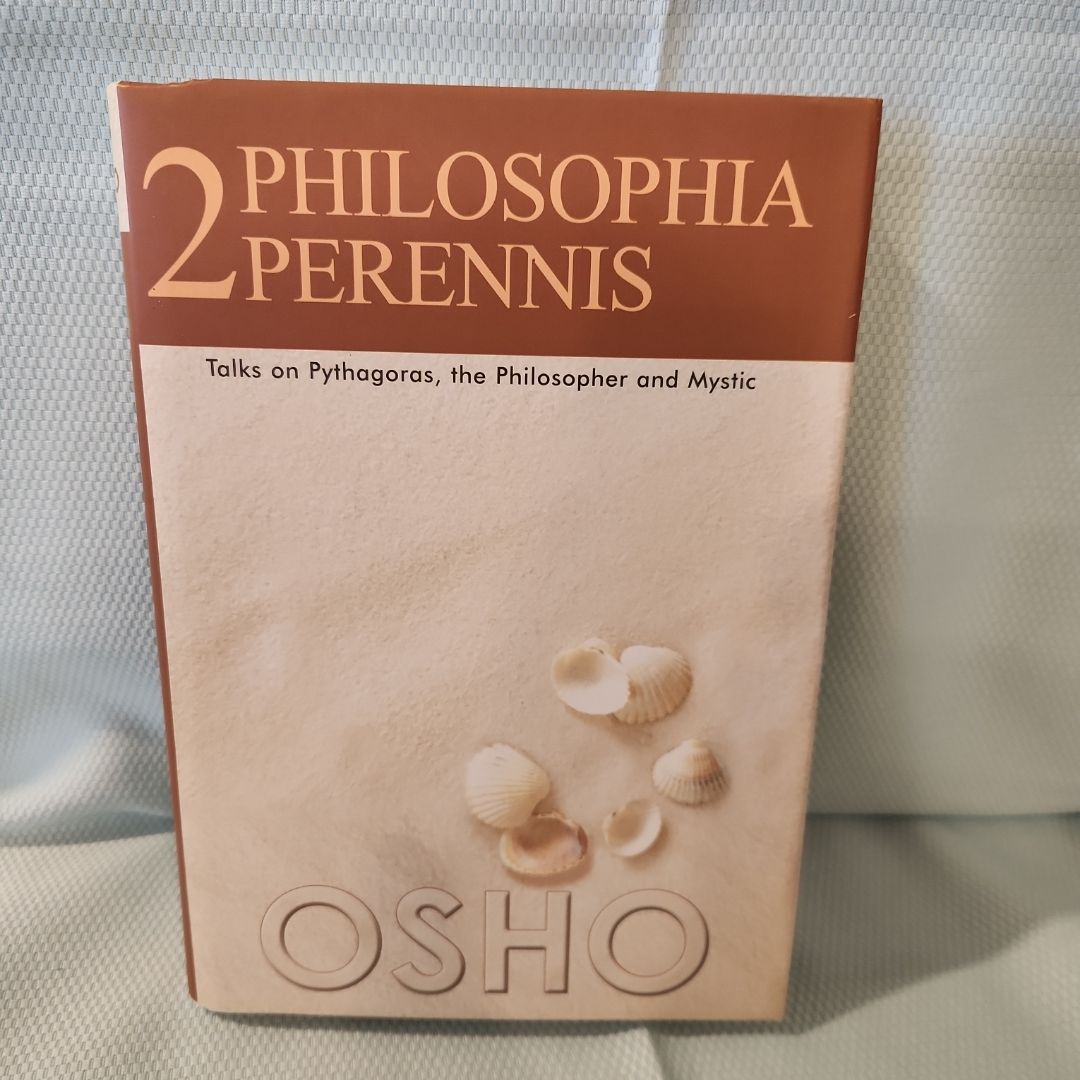 2 PHILOSOPHIA
PERENNIS
Talks on Pythagoras, the Philosopher and Mystic
OSHO